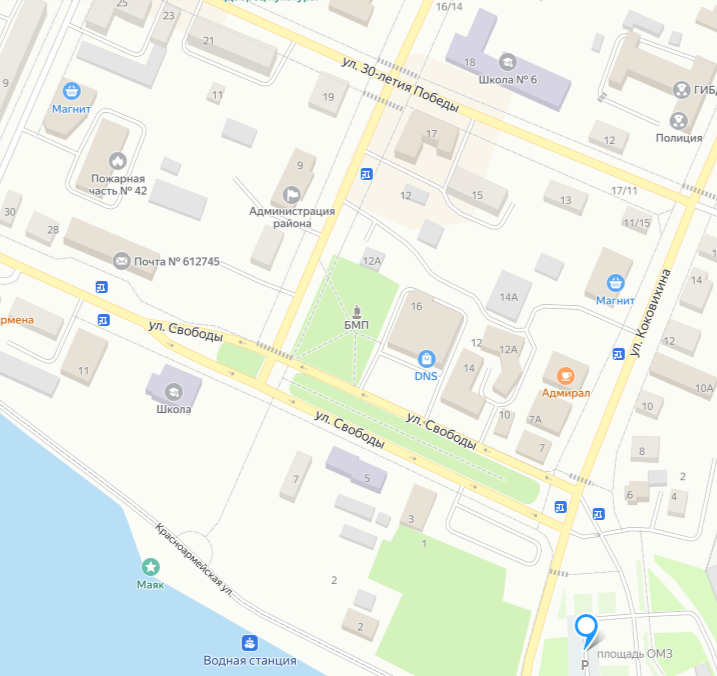 25
23
16/14
21
ул. 30-летия Победы
18
Школа № 6
9
Магнит
11
19
ГИБД
Полиция
17
12
Пожарная
часть № 42
9
12
15
13
17/11
30
Администрация
района
11/15
28
Почта № 612745
12А
14
ул. Коковихина
14А
Магнит
рмена
ул. Свободы
БМП
16
12
12А
12
11
DNS
14
Адмирал
10А
Школа
10
ул. Свободы
ул. Свободы
10
7А
7
8
7
5
2
6
4
3
Красноармейская ул.
1
Маяк
2
2
Водная станция
площадь ОМЗ
P